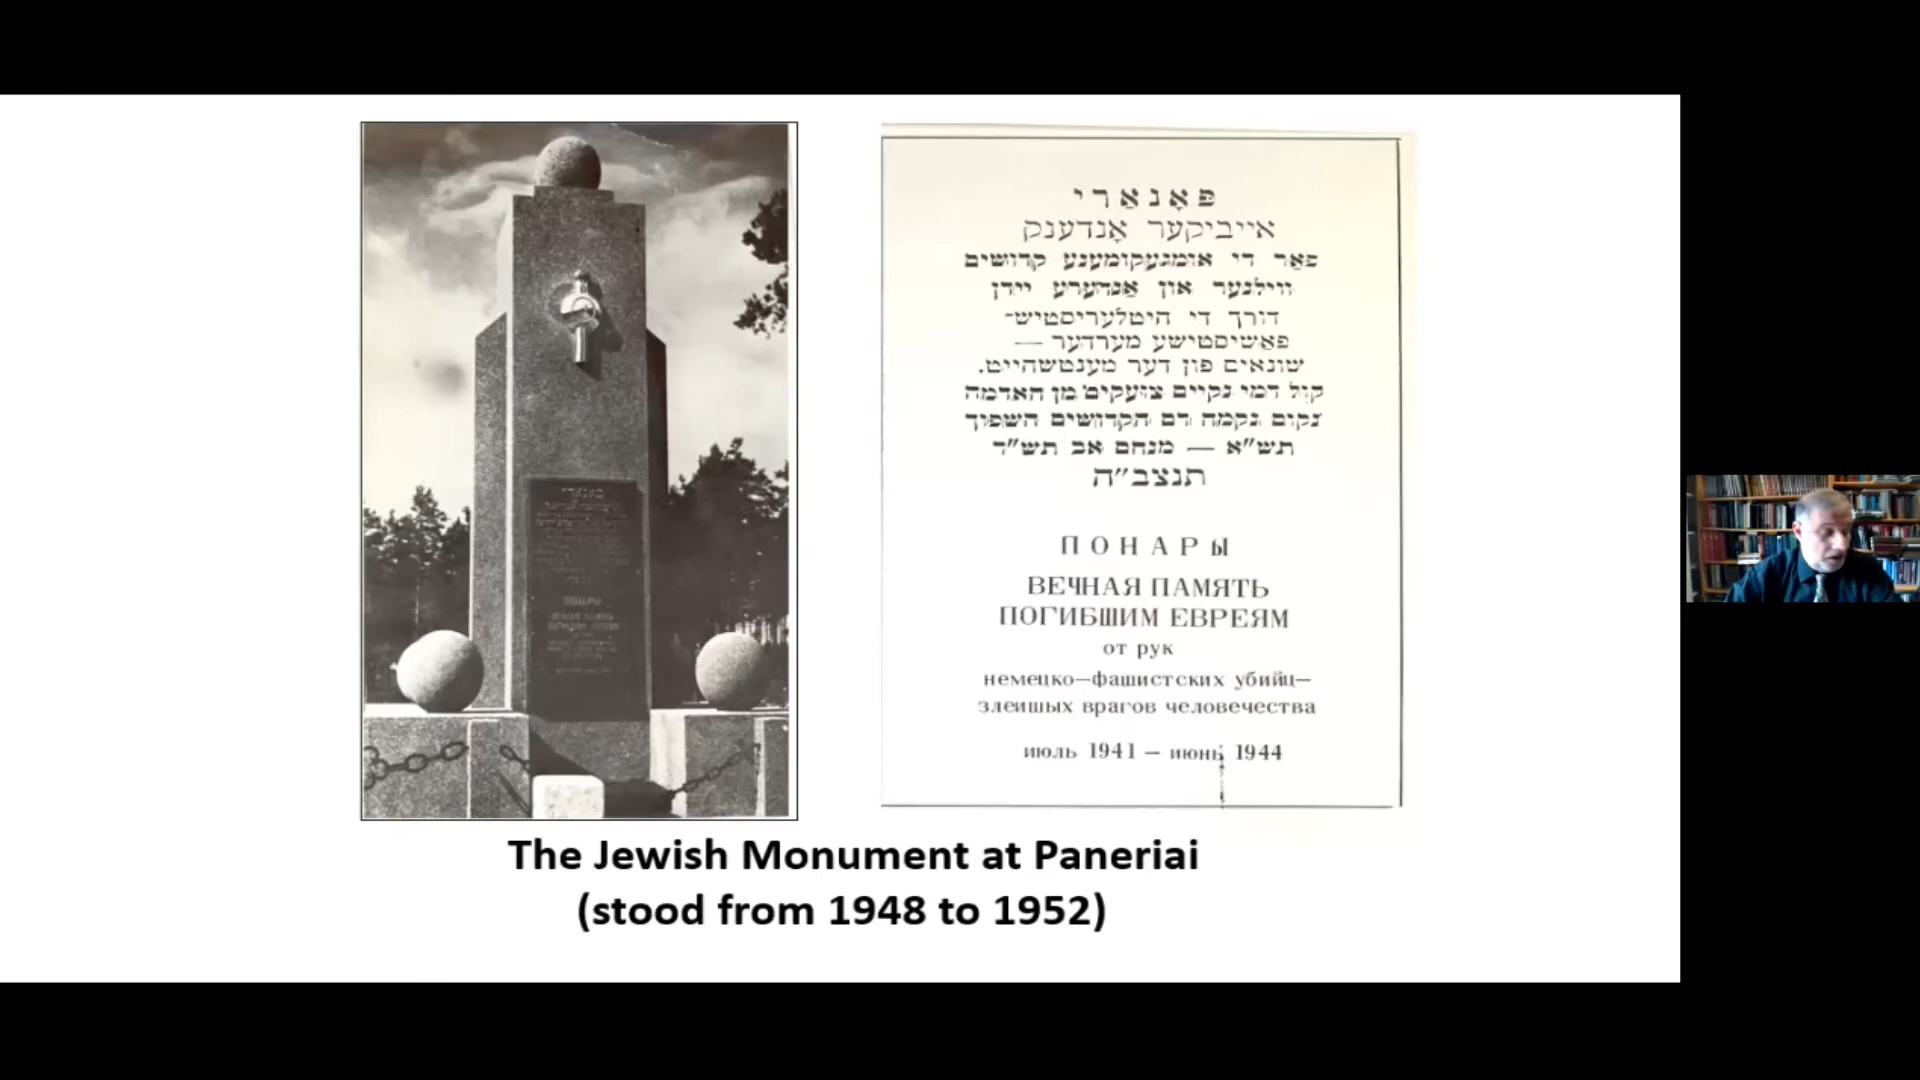 פּאָנאַרי
אייביקער אָנדענק
פאַר די אומגעקומענע קדושים
ווילנער און אַנדערע יידן
דורך די היטלעריסטיש־
פאַשיסטישע מערדער —
שונאים פון דער מענטשהייט.
קול דמי נקיים צועקים מן האדמה
נקום נקמה דם הקדושים השפוך
תש״א — מנחם אב תש״ד
תנצב״ה
ПОНАРЫ
ВЕЧНАЯ ПАМЯТЬ
ПОГИБШИМ ЕВРЕЯМ
от рук
немецко—фашистских убийц—
злейшых врагов человечества
июль 1941 — июнь 1944
The Jewish Monument at Paneriai
(stood from 1948 to 1952)